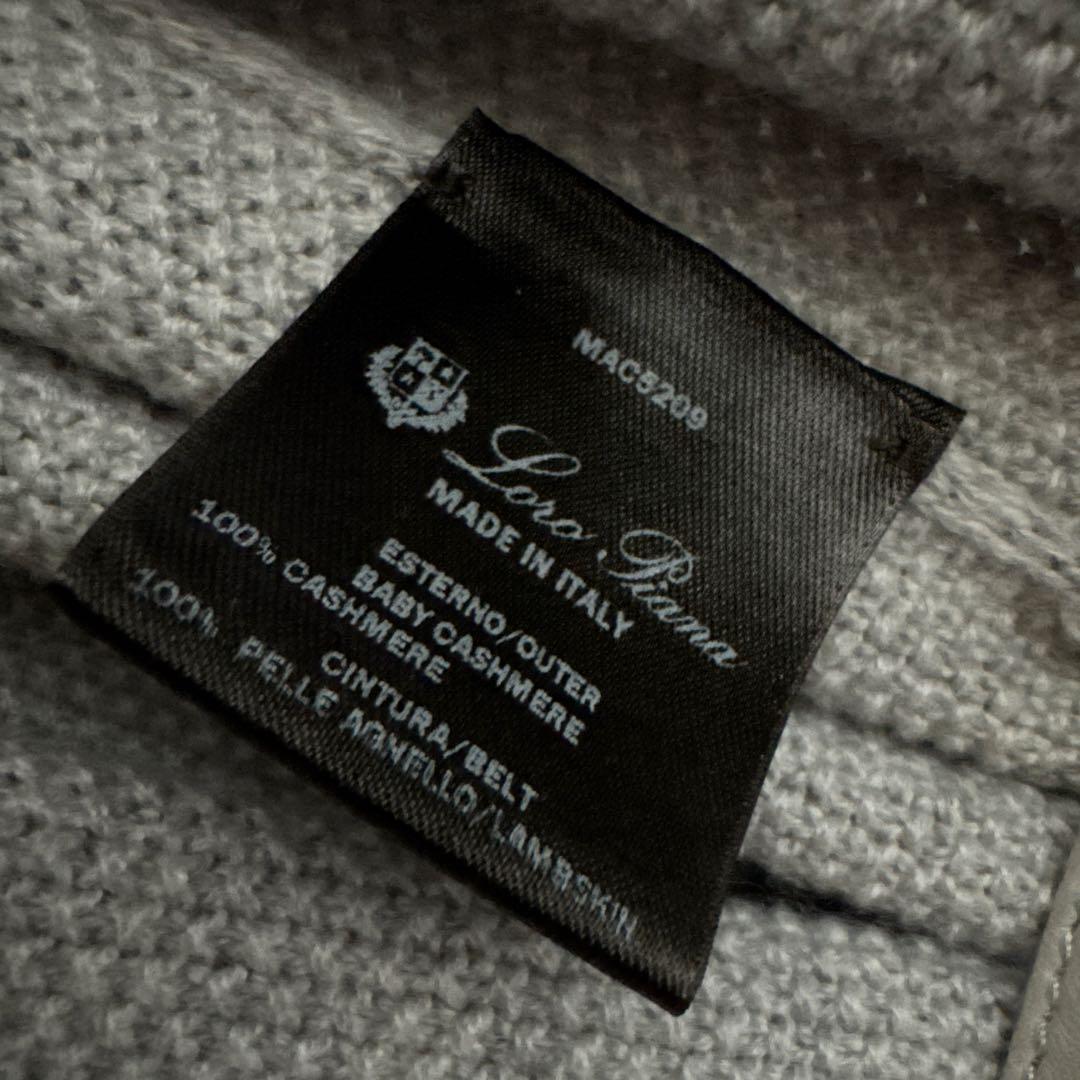 MAC5209
Loro Piana
MADE IN ITALY
ESTERNO/OUTER
BABY CASHMERE
100% CASHMERE
CINTURA/BELT
100% PELLE AGNELLO/LAMBSKIN